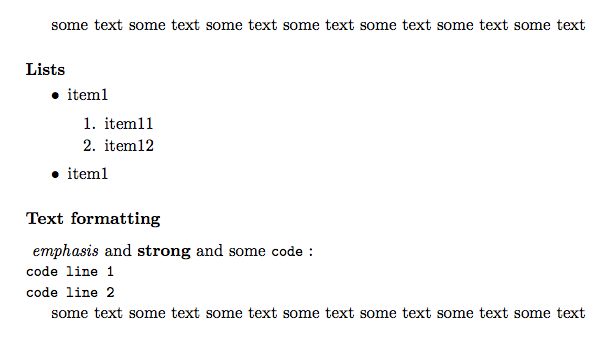 some text some text some text some text some text some text some text
Lists
• item1
1. item11
2. item12
• item1
Text formatting
emphasis and strong and some code :
code line 1
code line 2
some text some text some text some text some text some text some text